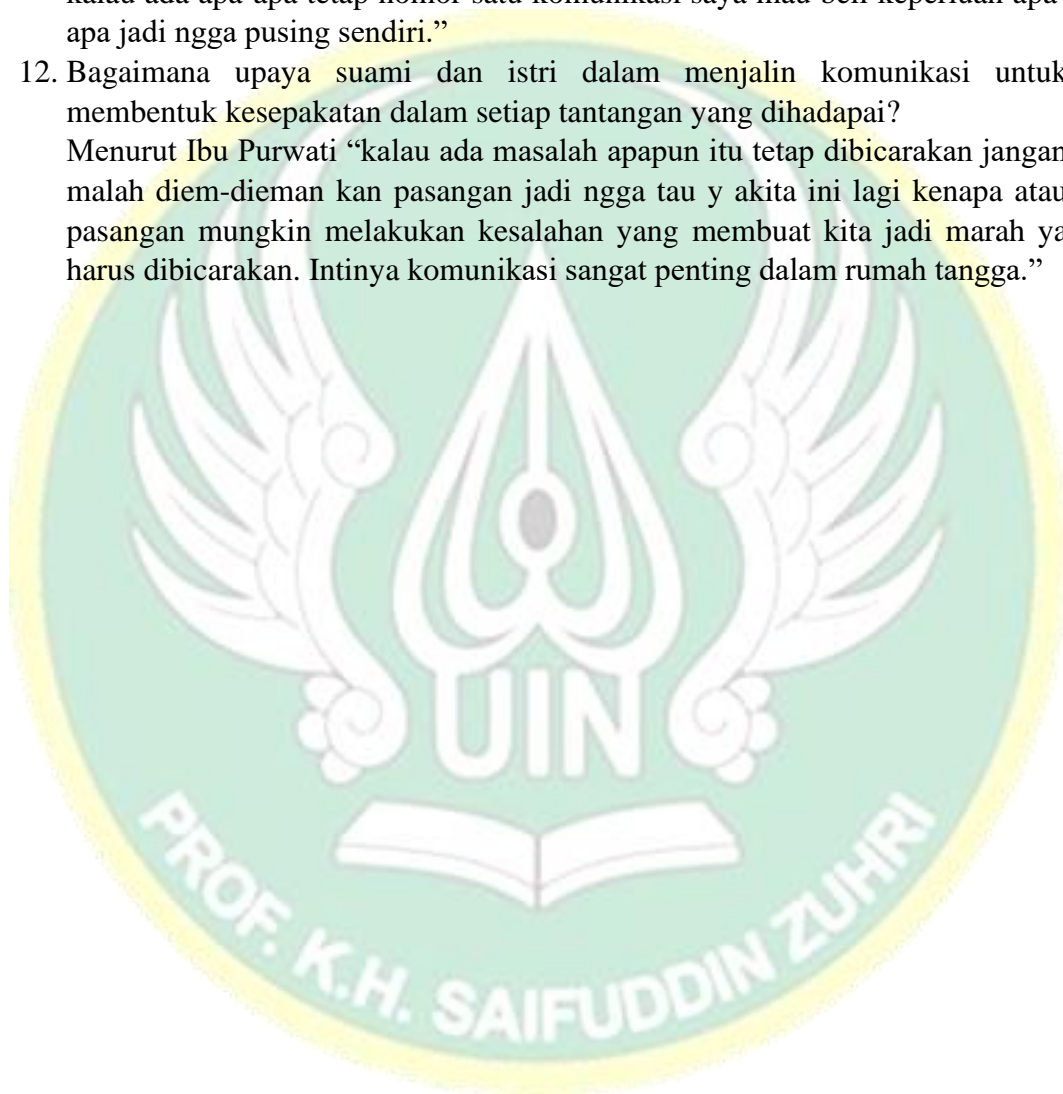 kalau ada apa-apa tetap nomor satu komunikasi saya mau beli keperluan apa-
apa jadi ngga pusing sendiri.”
12. Bagaimana upaya suami dan istri dalam menjalin komunikasi untuk
membentuk kesepakatan dalam setiap tantangan yang dihadapai?
Menurut Ibu Purwati “kalau ada masalah apapun itu tetap dibicarakan jangan
malah diem-dieman kan pasangan jadi ngga tau y akita ini lagi kenapa atau
pasangan mungkin melakukan kesalahan yang membuat kita jadi marah ya
harus dibicarakan. Intinya komunikasi sangat penting dalam rumah tangga.”
UIN
PROF. K.H. SAIFUDDIN ZUHRI